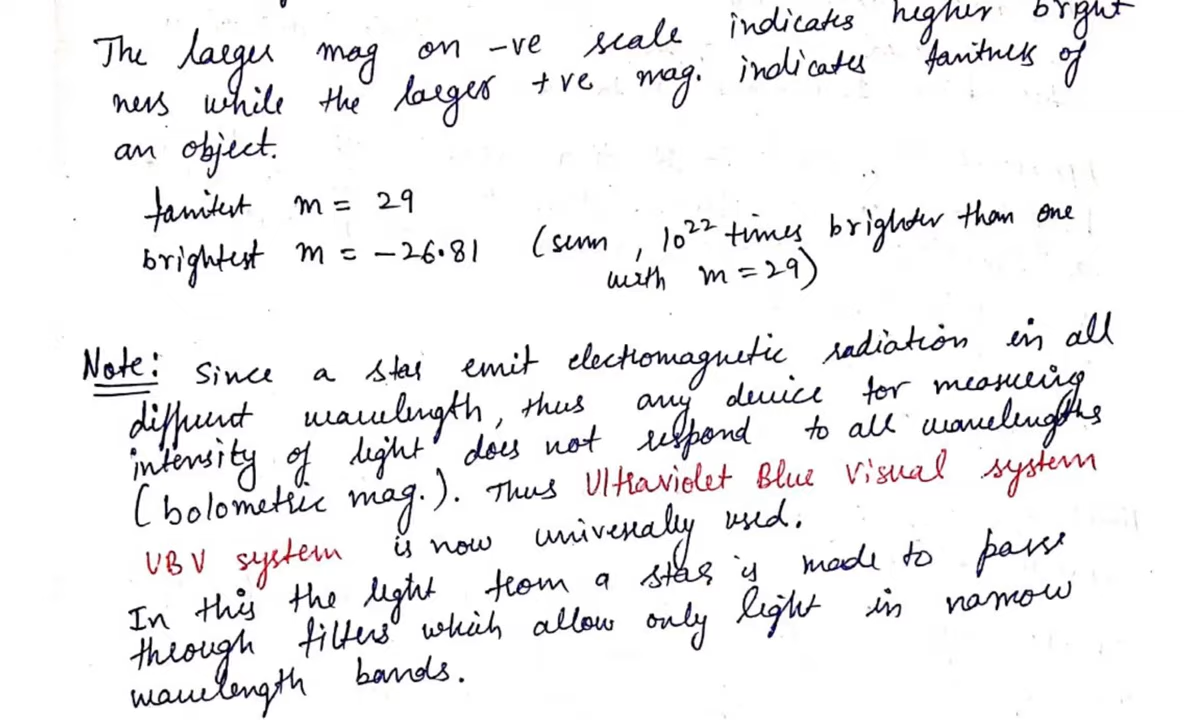 The larger mag on -ve scale indicates higher bright
ness while the larger +ve mag. indicates fanitness of
an object.
fanitest m = 29
brightest m = -26.81 (sun, 10²² times brighter than one
with m = 29)
Note: Since a star emit electromagnetic radiation in all
different wavelength, thus any device for measureing
intensity of light does not respond to all wavelengths
(bolometric mag.). Thus Ultraviolet Blue Visual system
UBV system is now universally used.
In this the light from a star is made to pass
through filters which allow only light in narrow
wavelength bands.